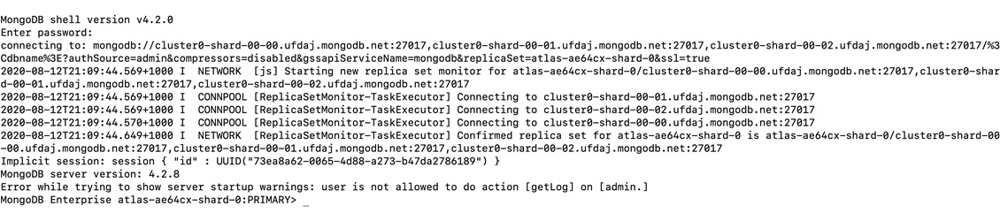 MongoDB shell version v4.2.0
Enter password:
connecting to: mongodb://cluster0-shard-00-00.ufdaj.mongodb.net:27017,cluster0-shard-00-01.ufdaj.mongodb.net:27017,cluster0-shard-00-02.ufdaj.mongodb.net:27017/%3
Cdbname%3E?authSource=admin&compressors=disabled&gssapiServiceName=mongodb&replicaSet=atlas-ae64cx-shard-0&ssl=true
2020-08-12T21:09:44.569+1000 I  NETWORK  [js] Starting new replica set monitor for atlas-ae64cx-shard-0/cluster0-shard-00-00.ufdaj.mongodb.net:27017,cluster0-shar
d-00-01.ufdaj.mongodb.net:27017,cluster0-shard-00-02.ufdaj.mongodb.net:27017
2020-08-12T21:09:44.569+1000 I  CONNPOOL [ReplicaSetMonitor-TaskExecutor] Connecting to cluster0-shard-00-01.ufdaj.mongodb.net:27017
2020-08-12T21:09:44.569+1000 I  CONNPOOL [ReplicaSetMonitor-TaskExecutor] Connecting to cluster0-shard-00-02.ufdaj.mongodb.net:27017
2020-08-12T21:09:44.570+1000 I  CONNPOOL [ReplicaSetMonitor-TaskExecutor] Connecting to cluster0-shard-00-00.ufdaj.mongodb.net:27017
2020-08-12T21:09:44.649+1000 I  NETWORK  [ReplicaSetMonitor-TaskExecutor] Confirmed replica set for atlas-ae64cx-shard-0 is atlas-ae64cx-shard-0/cluster0-shard-00
-00.ufdaj.mongodb.net:27017,cluster0-shard-00-01.ufdaj.mongodb.net:27017,cluster0-shard-00-02.ufdaj.mongodb.net:27017
Implicit session: session { "id" : UUID("73ea8a62-0065-4d88-a273-b47da2786189") }
MongoDB server version: 4.2.8
Error while trying to show server startup warnings: user is not allowed to do action [getLog] on [admin.]
MongoDB Enterprise atlas-ae64cx-shard-0:PRIMARY> _